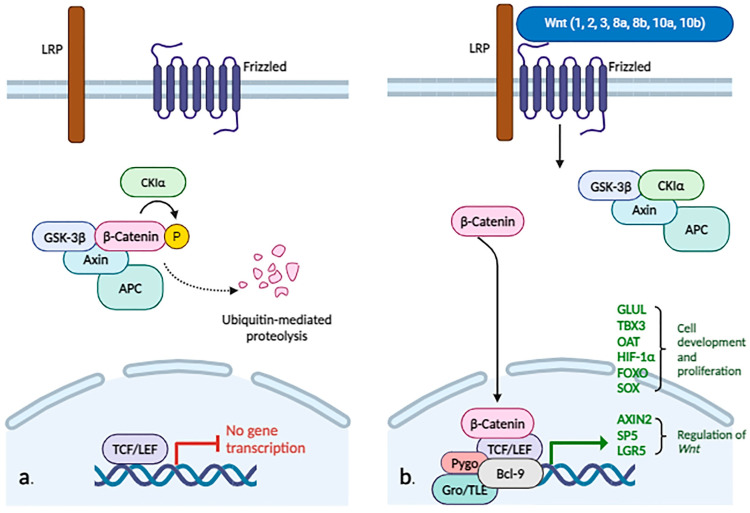 LRP
Frizzled
CKIα
GSK-3β
β-Catenin
P
Axin
APC
Ubiquitin-mediated
proteolysis
TCF/LEF
No gene
transcription
a.
Wnt (1, 2, 3, 8a, 8b, 10a, 10b)
LRP
Frizzled
GSK-3β
CKIα
Axin
APC
β-Catenin
GLUL
TBX3
OAT
HIF-1α
FOXO
SOX
Cell
development
and
proliferation
AXIN2
SP5
LGR5
Regulation of
Wnt
β-Catenin
TCF/LEF
Pygo
Bcl-9
Gro/TLE
b.